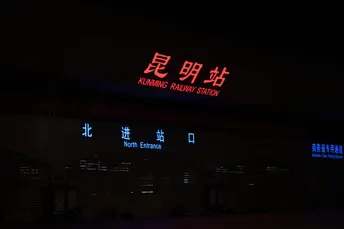 昆明站
KUNMING RAILWAY STATION
北进站口
North Entrance